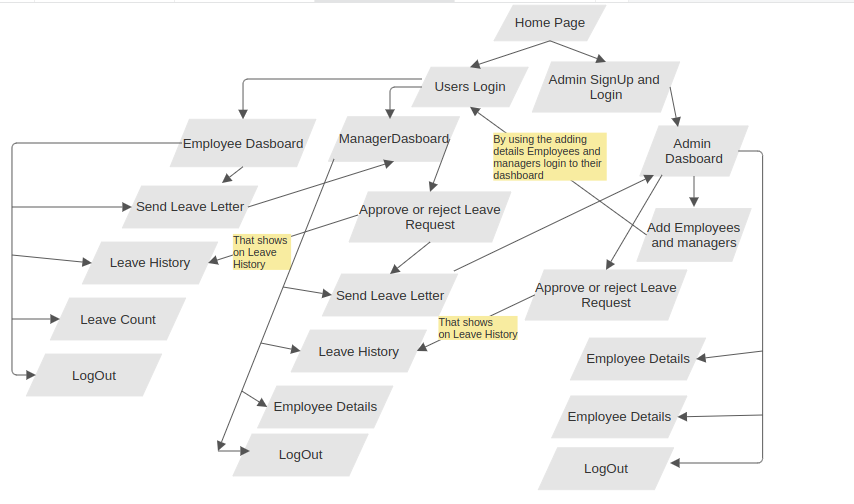 Home Page
Users Login
Admin SignUp and
Login
Employee Dasboard
ManagerDasboard
By using the adding
details Employees and
managers login to their
dashboard
Admin
Dasboard
Send Leave Letter
Approve or reject Leave
Request
Add Employees
and managers
That shows
on Leave
History
Leave History
Send Leave Letter
Approve or reject Leave
Request
Leave Count
That shows
on Leave History
Leave History
Employee Details
LogOut
Employee Details
Employee Details
LogOut
LogOut